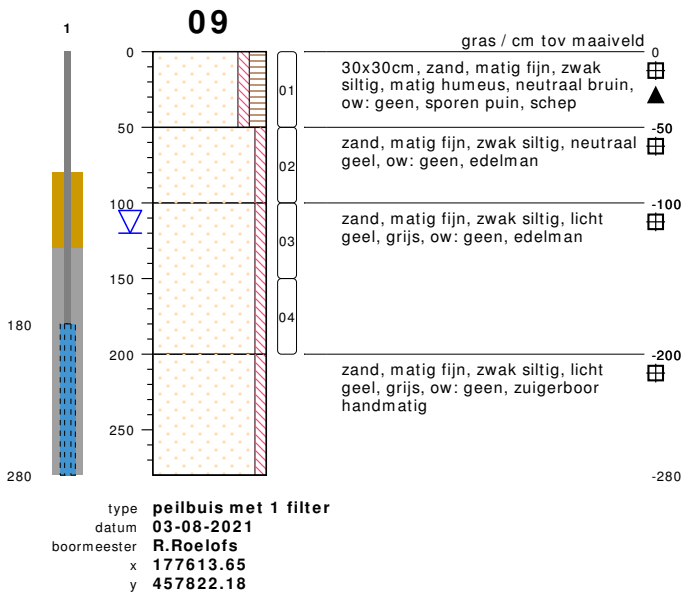 09
1
gras / cm tov maaiveld
0
0
30x30cm, zand, matig fijn, zwak
siltig, matig humeus, neutraal bruin,
ow: geen, sporen puin, schep
01
50
-50
zand, matig fijn, zwak siltig, neutraal
geel, ow: geen, edelman
02
100
-100
zand, matig fijn, zwak siltig, licht
geel, grijs, ow: geen, edelman
03
150
04
180
200
-200
zand, matig fijn, zwak siltig, licht
geel, grijs, ow: geen, zuigerboor
handmatig
250
280
-280
type peilbuis met 1 filter
datum 03-08-2021
boormeester R.Roelofs
x 177613.65
y 457822.18